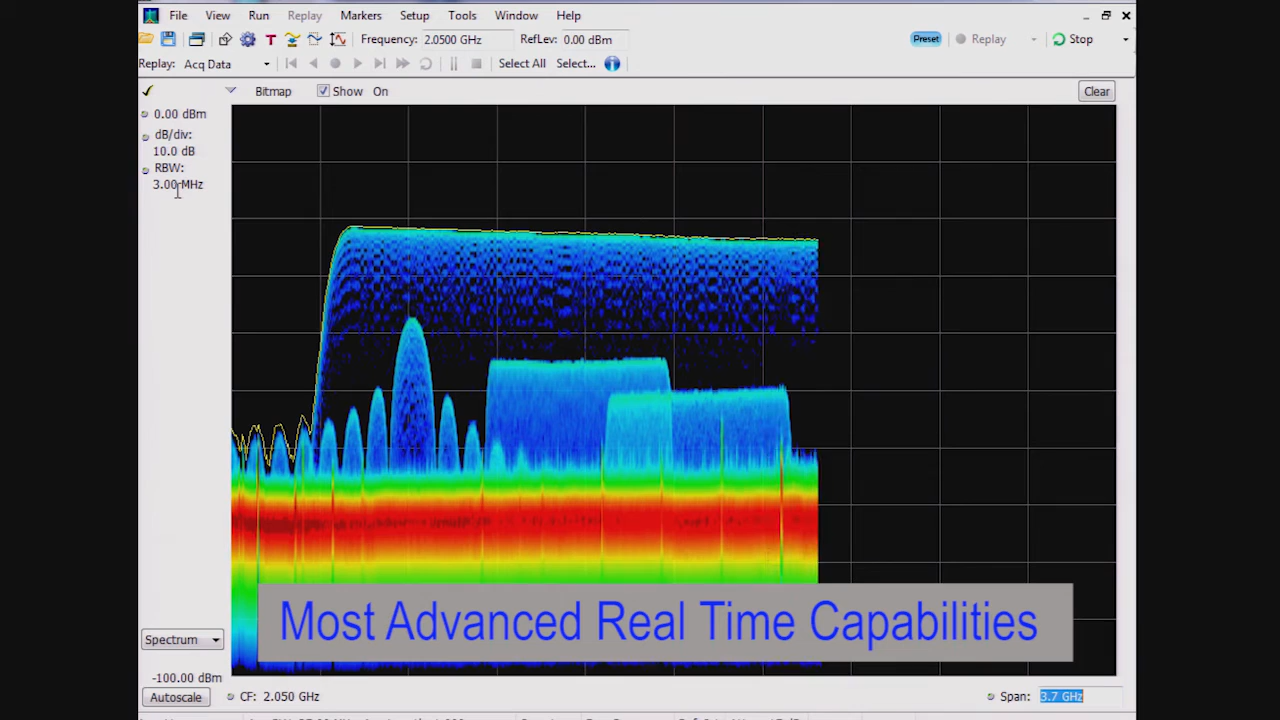 File View Run Replay Markers Setup Tools Window Help
T Frequency: 2.0500 GHz RefLev: 0.00 dBm Preset Replay Stop
Replay: Acq Data Select All Select...
Bitmap Show On Clear
0.00 dBm
dB/div:
10.0 dB
RBW:
3.00 MHz
Most Advanced Real Time Capabilities
Spectrum
-100.00 dBm
Autoscale CF: 2.050 GHz Span: 3.7 GHz